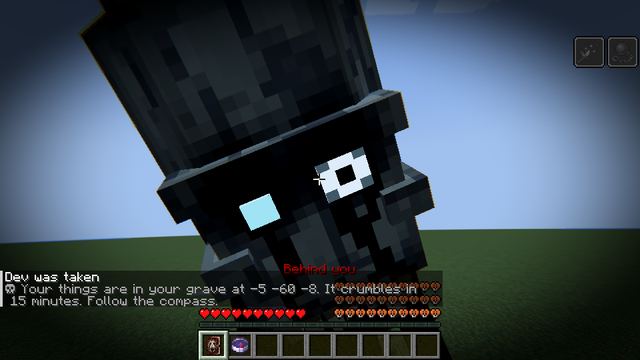 Behind you
Dev was taken
Your things are in your grave at -5 -60 -8. It crumbles in
15 minutes. Follow the compass.